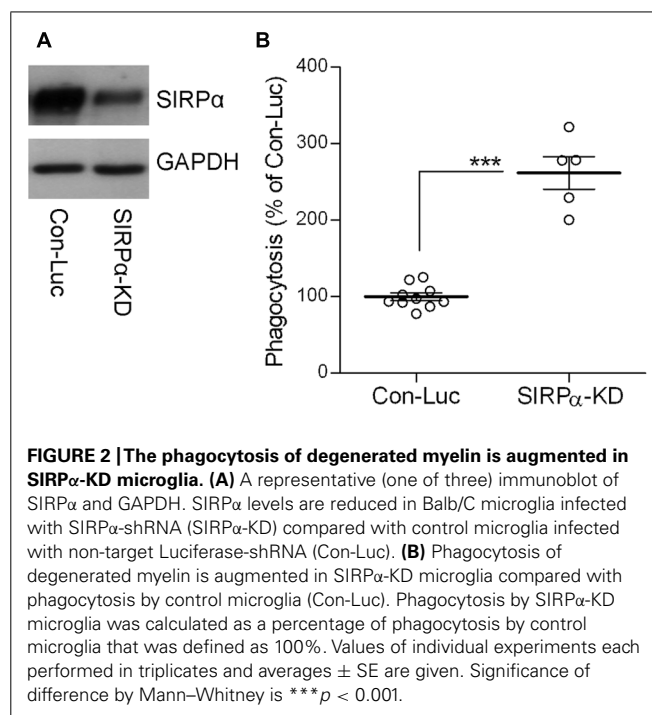 A
B
SIRPα
GAPDH
Con-Luc
SIRPα-KD
Phagocytosis (% of Con-Luc)
400
300
200
100
0
***
Con-Luc
SIRPα-KD
FIGURE 2 | The phagocytosis of degenerated myelin is augmented in
SIRPα-KD microglia. (A) A representative (one of three) immunoblot of
SIRPα and GAPDH. SIRPα levels are reduced in Balb/C microglia infected
with SIRPα-shRNA (SIRPα-KD) compared with control microglia infected
with non-target Luciferase-shRNA (Con-Luc). (B) Phagocytosis of
degenerated myelin is augmented in SIRPα-KD microglia compared with
phagocytosis by control microglia (Con-Luc). Phagocytosis by SIRPα-KD
microglia was calculated as a percentage of phagocytosis by control
microglia that was defined as 100%. Values of individual experiments each
performed in triplicates and averages ± SE are given. Significance of
difference by Mann–Whitney is ***p < 0.001.